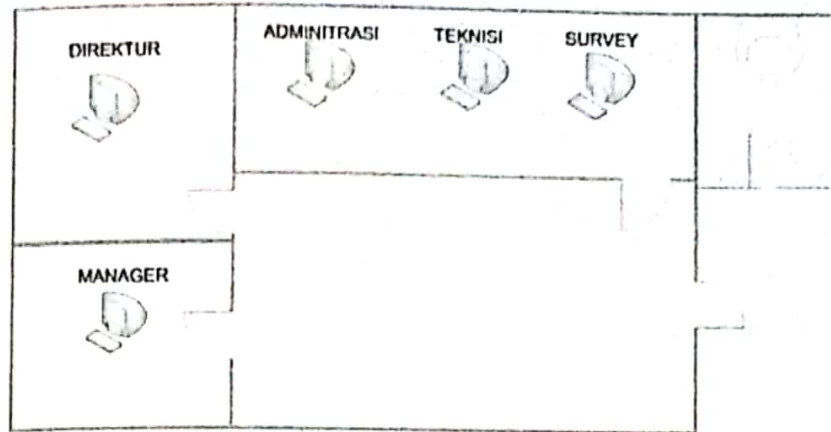 DIREKTUR
ADMINITRASI
TEKNISI
SURVEY
MANAGER